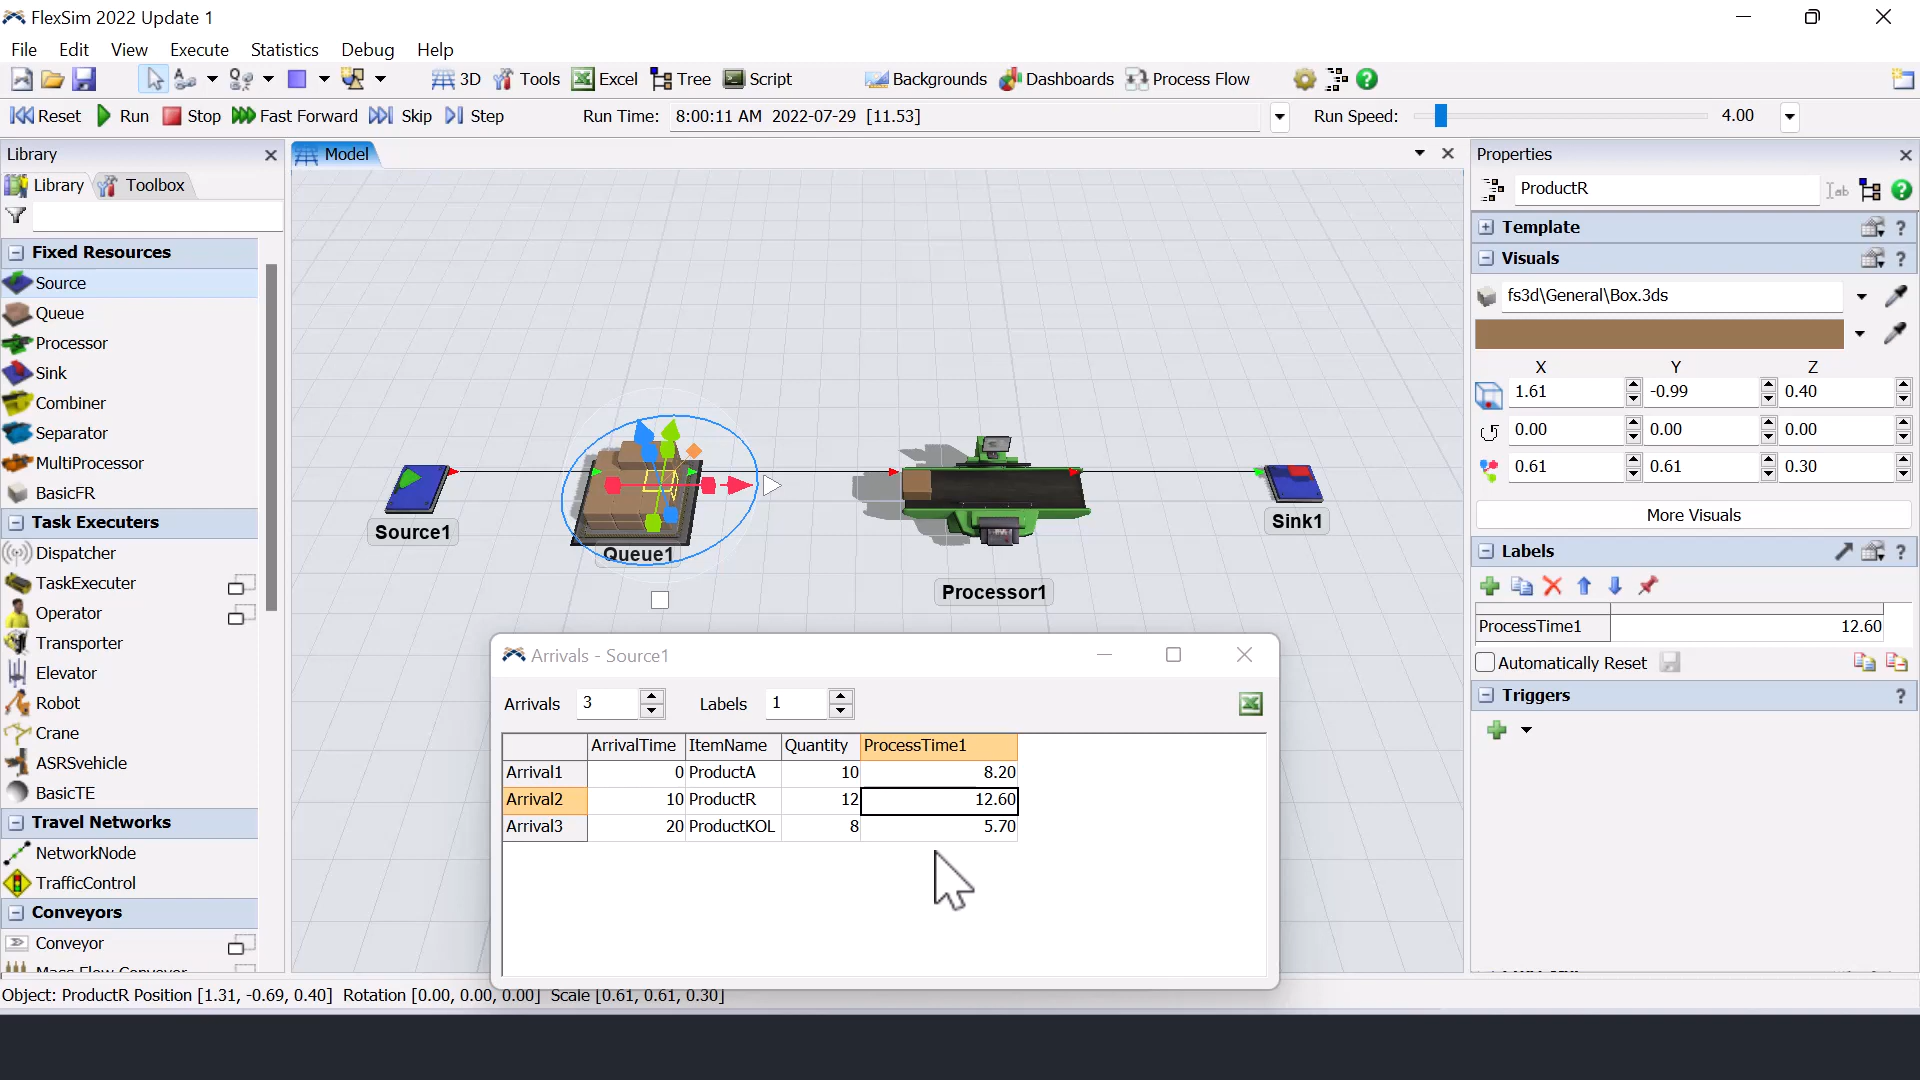 FlexSim 2022 Update 1
File Edit View Execute Statistics Debug Help
3D Tools Excel Tree Script Backgrounds Dashboards Process Flow
Reset Run Stop Fast Forward Skip Step Run Time: 8:00:11 AM 2022-07-29 [11.53] Run Speed: 4.00
Library
Library Toolbox
Fixed Resources
Source
Queue
Processor
Sink
Combiner
Separator
MultiProcessor
BasicFR
Task Executers
Dispatcher
TaskExecuter
Operator
Transporter
Elevator
Robot
Crane
ASRSvehicle
BasicTE
Travel Networks
NetworkNode
TrafficControl
Conveyors
Conveyor
Model
Source1
Queue1
Processor1
Sink1
Arrivals - Source1
Arrivals 3 Labels 1
ArrivalTime ItemName Quantity ProcessTime1
Arrival1 0 ProductA 10 8.20
Arrival2 10 ProductR 12 12.60
Arrival3 20 ProductKOL 8 5.70
Properties
ProductR
Template
Visuals
fs3d\General\Box.3ds
X Y Z
1.61 -0.99 0.40
0.00 0.00 0.00
0.61 0.61 0.30
More Visuals
Labels
ProcessTime1 12.60
Automatically Reset
Triggers
Object: ProductR Position [1.31, -0.69, 0.40] Rotation [0.00, 0.00, 0.00] Scale [0.61, 0.61, 0.30]